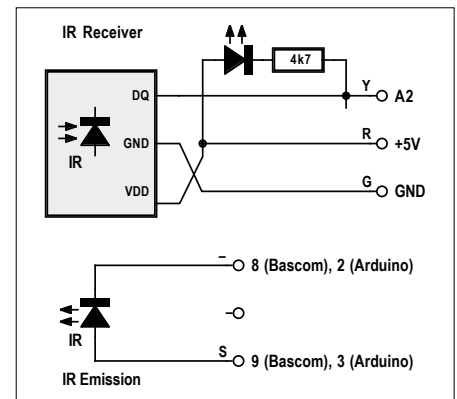 IR Receiver
4k7
DQ
Y
A2
IR
GND
R
+5V
VDD
G
GND
–
8 (Bascom), 2 (Arduino)
IR
S
9 (Bascom), 3 (Arduino)
IR Emission